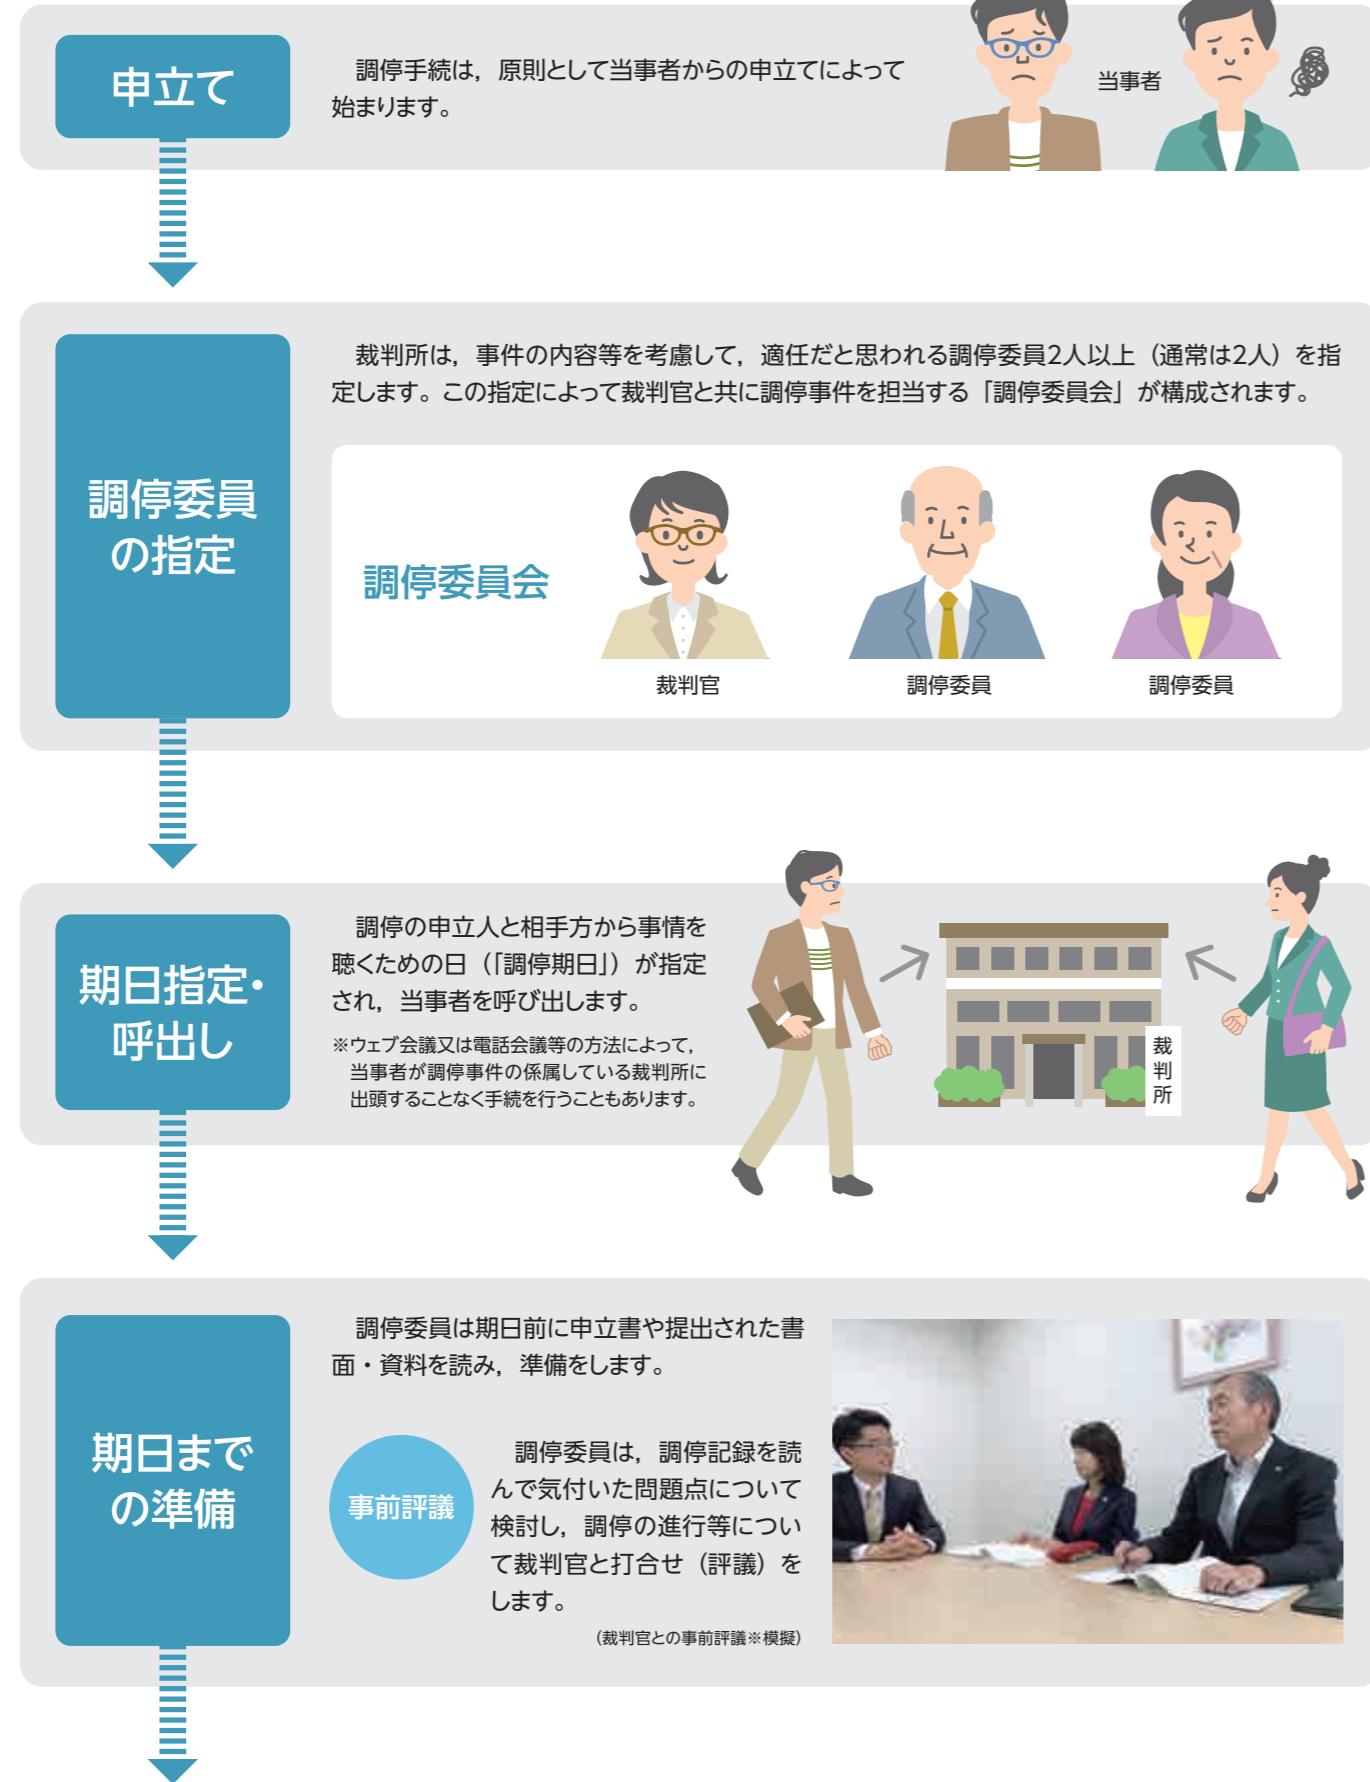 申立て
調停手続は，原則として当事者からの申立てによって
始まります。
当事者
調停委員
の指定
裁判所は，事件の内容等を考慮して，適任だと思われる調停委員2人以上（通常は2人）を指
定します。この指定によって裁判官と共に調停事件を担当する「調停委員会」が構成されます。
調停委員会
裁判官
調停委員
調停委員
期日指定・
呼出し
調停の申立人と相手方から事情を
聴くための日（「調停期日」）が指定
され，当事者を呼び出します。
※ウェブ会議又は電話会議等の方法によって，
当事者が調停事件の係属している裁判所に
出頭することなく手続を行うこともあります。
裁判所
期日まで
の準備
調停委員は期日前に申立書や提出された書
面・資料を読み，準備をします。
事前評議
調停委員は，調停記録を読
んで気付いた問題点について
検討し，調停の進行等につい
て裁判官と打合せ（評議）を
します。
（裁判官との事前評議※模擬）